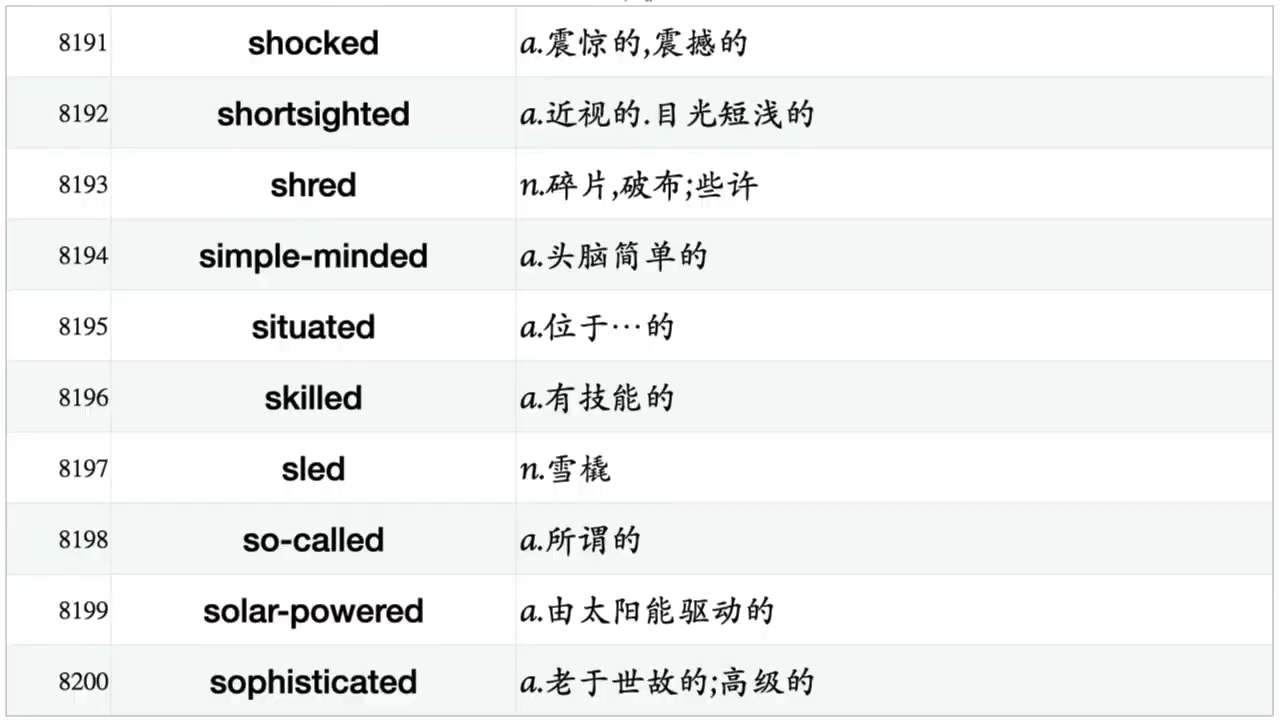 8191 shocked a.震惊的,震撼的
8192 shortsighted a.近视的.目光短浅的
8193 shred n.碎片,破布;些许
8194 simple-minded a.头脑简单的
8195 situated a.位于…的
8196 skilled a.有技能的
8197 sled n.雪橇
8198 so-called a.所谓的
8199 solar-powered a.由太阳能驱动的
8200 sophisticated a.老于世故的;高级的